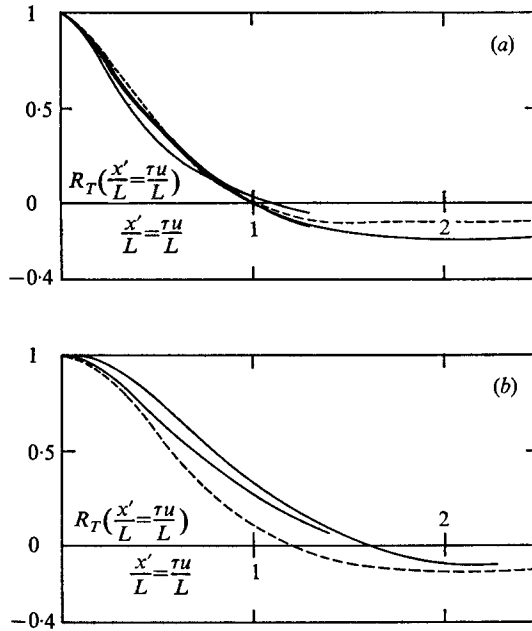 1
(a)
0·5
R_T(x'/L = τu/L)
0
x'/L = τu/L
1
2
−0·4
1
(b)
0·5
R_T(x'/L = τu/L)
2
0
x'/L = τu/L
1
−0·4